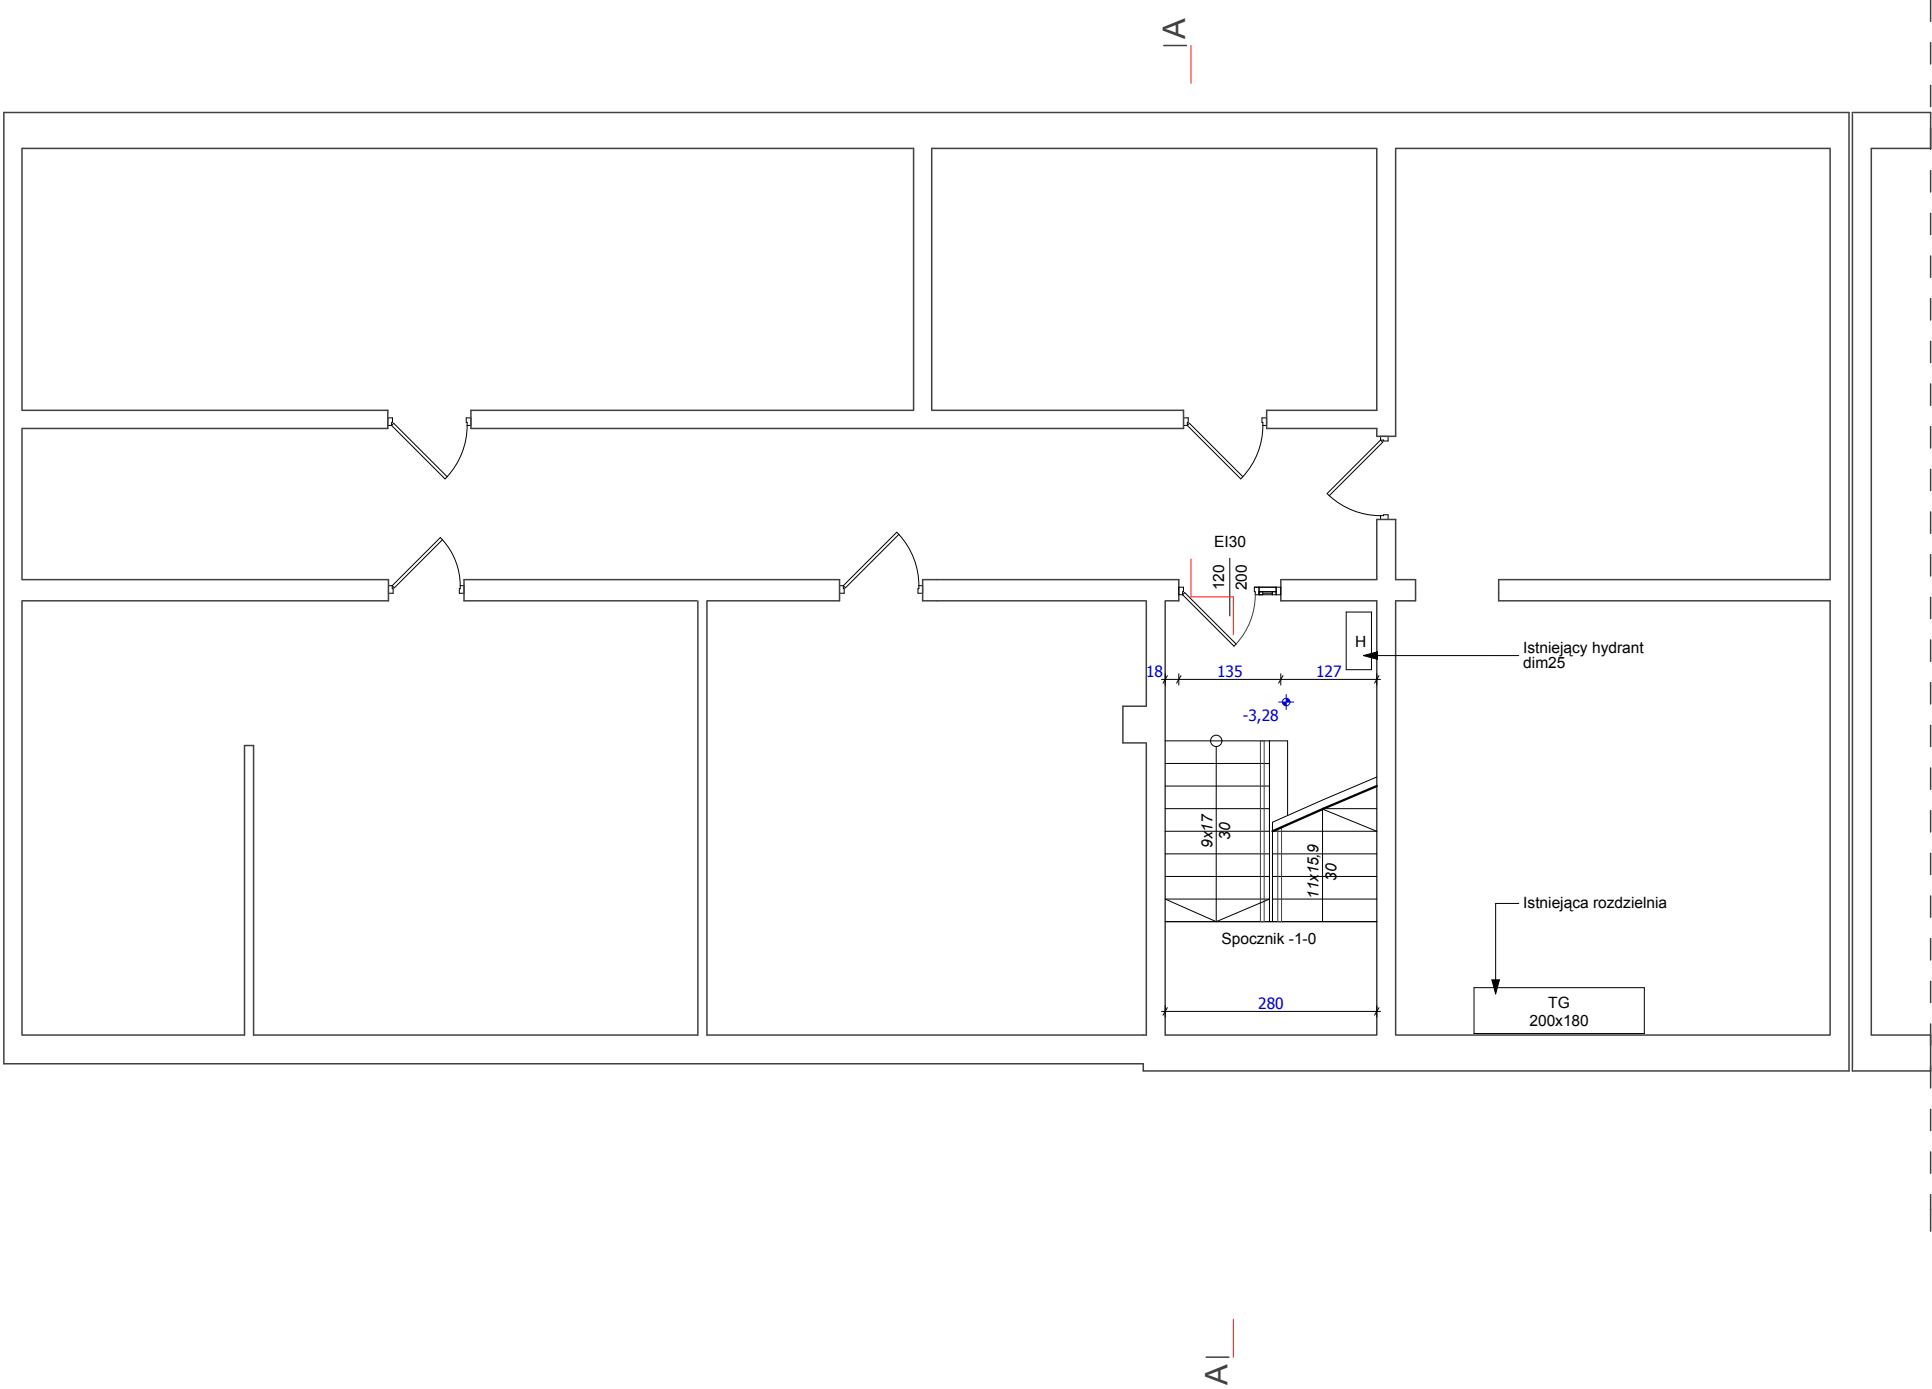 A
EI30
120
200
H
Istniejący hydrant
dim25
18
135
127
-3,28
9x17
30
11x15,9
30
Istniejąca rozdzielnia
Spocznik -1-0
280
TG
200x180
A